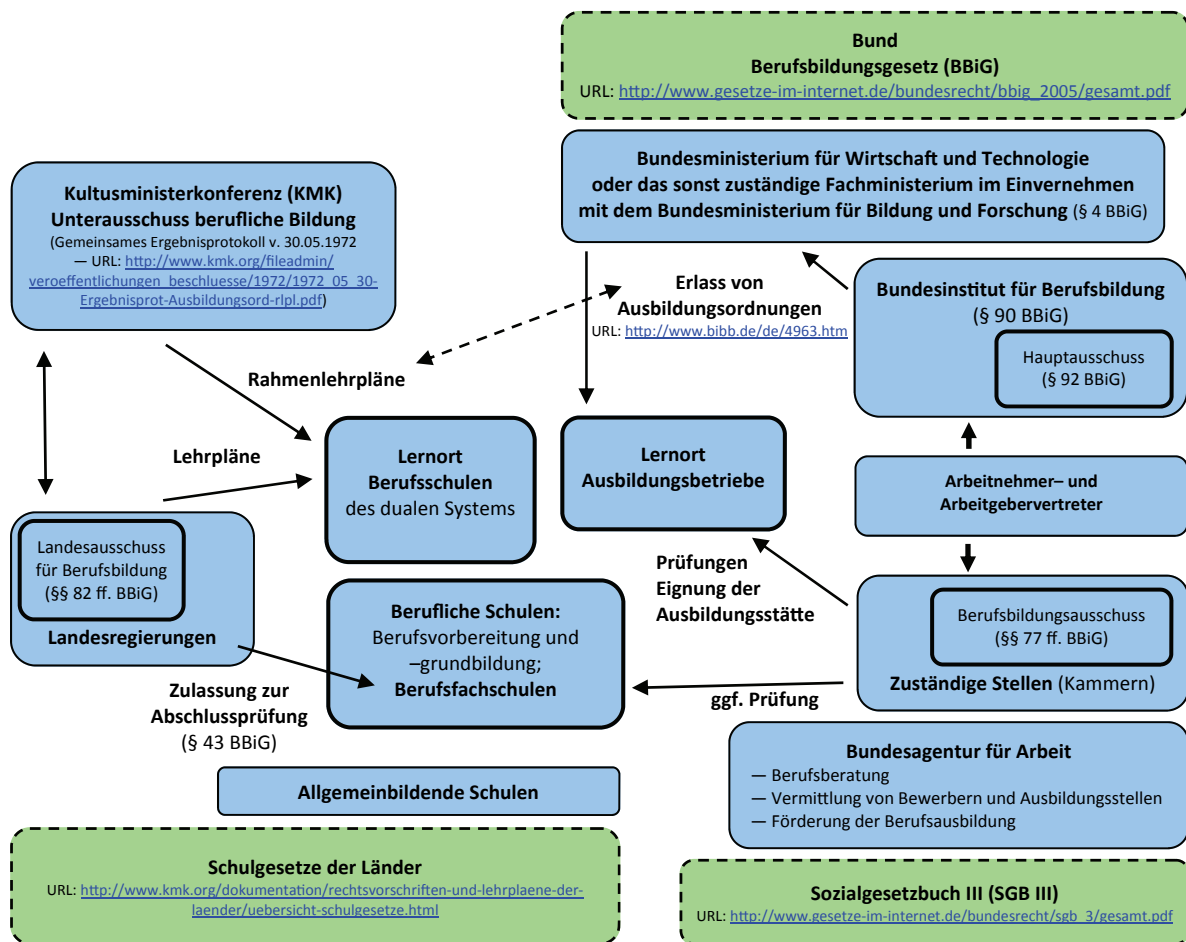 Bund
Berufsbildungsgesetz (BBiG)
URL: http://www.gesetze-im-internet.de/bundesrecht/bbig_2005/gesamt.pdf
Bundesministerium für Wirtschaft und Technologie
oder das sonst zuständige Fachministerium im Einvernehmen
mit dem Bundesministerium für Bildung und Forschung (§ 4 BBiG)
Kultusministerkonferenz (KMK)
Unterausschuss berufliche Bildung
(Gemeinsames Ergebnisprotokoll v. 30.05.1972
— URL: http://www.kmk.org/fileadmin/
veroeffentlichungen_beschluesse/1972/1972_05_30-
Ergebnisprot-Ausbildungsord-rlpl.pdf)
Erlass von
Ausbildungsordnungen
URL: http://www.bibb.de/de/4963.htm
Bundesinstitut für Berufsbildung
(§ 90 BBiG)
Hauptausschuss
(§ 92 BBiG)
Rahmenlehrpläne
Lehrpläne
Lernort
Berufsschulen
des dualen Systems
Lernort
Ausbildungsbetriebe
Arbeitnehmer– und
Arbeitgebervertreter
Landesausschuss
für Berufsbildung
(§§ 82 ff. BBiG)
Landesregierungen
Prüfungen
Eignung der
Ausbildungsstätte
Berufliche Schulen:
Berufsvorbereitung und
–grundbildung;
Berufsfachschulen
Berufsbildungsausschuss
(§§ 77 ff. BBiG)
Zuständige Stellen (Kammern)
Zulassung zur
Abschlussprüfung
(§ 43 BBiG)
ggf. Prüfung
Bundesagentur für Arbeit
— Berufsberatung
— Vermittlung von Bewerbern und Ausbildungsstellen
— Förderung der Berufsausbildung
Allgemeinbildende Schulen
Schulgesetze der Länder
URL: http://www.kmk.org/dokumentation/rechtsvorschriften-und-lehrplaene-der-
laender/uebersicht-schulgesetze.html
Sozialgesetzbuch III (SGB III)
URL: http://www.gesetze-im-internet.de/bundesrecht/sgb_3/gesamt.pdf